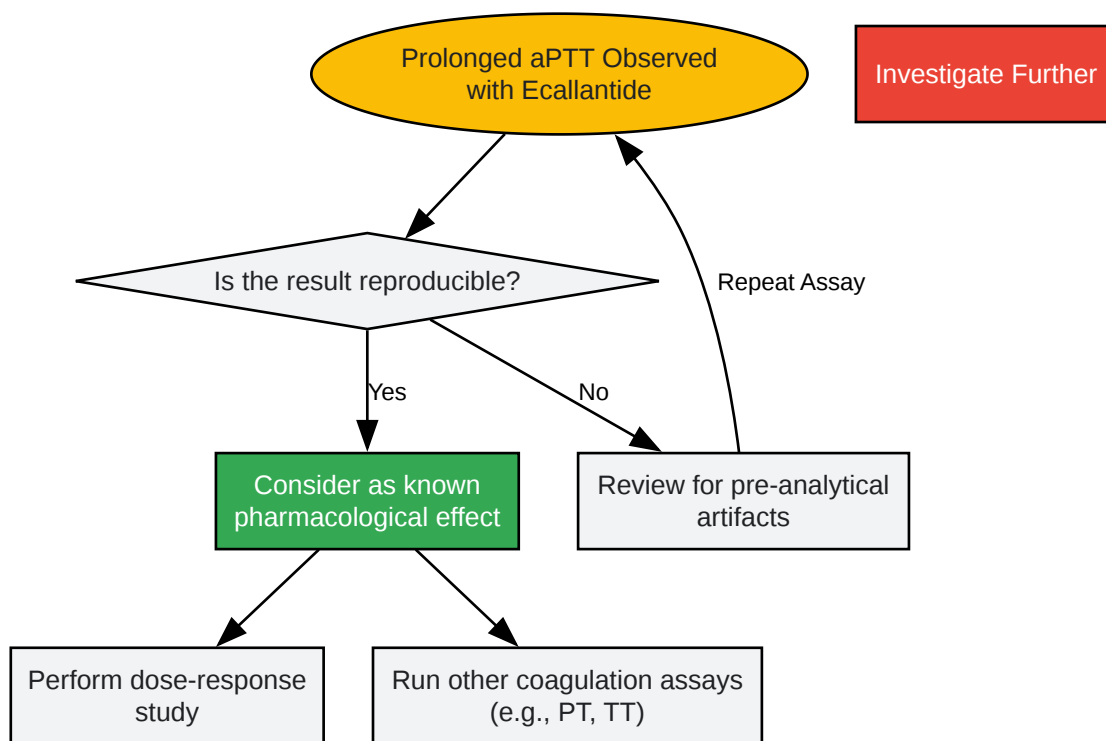 Prolonged aPTT Observed
with Ecallantide
Investigate Further
Is the result reproducible?
Repeat Assay
Yes
No
Consider as known
pharmacological effect
Review for pre-analytical
artifacts
Perform dose-response
study
Run other coagulation assays
(e.g., PT, TT)